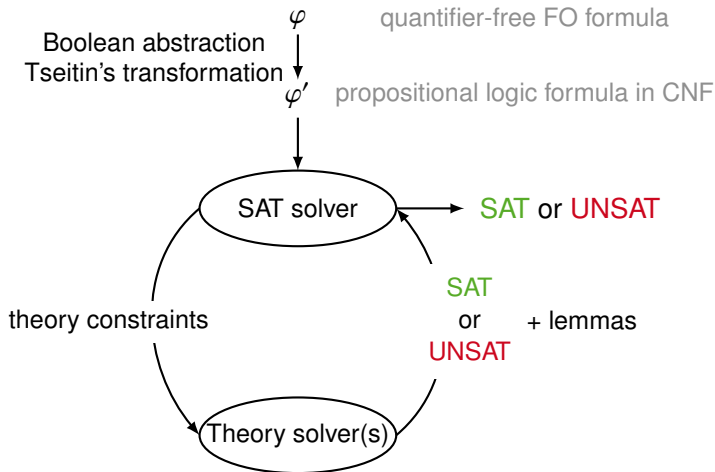 φ quantifier-free FO formula
Boolean abstraction
Tseitin's transformation
φ' propositional logic formula in CNF
SAT solver SAT or UNSAT
SAT
theory constraints or + lemmas
UNSAT
Theory solver(s)